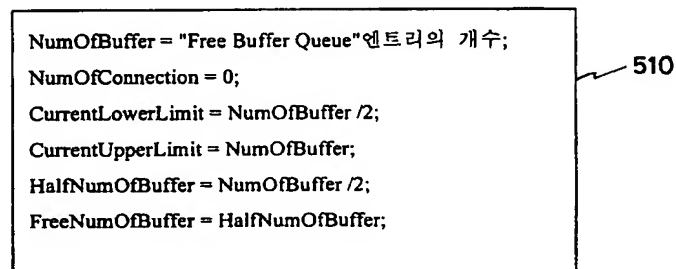 NumOfBuffer = "Free Buffer Queue"엔트리의 개수;
NumOfConnection = 0;
510
CurrentLowerLimit = NumOfBuffer /2;
CurrentUpperLimit = NumOfBuffer;
HalfNumOfBuffer = NumOfBuffer /2;
FreeNumOfBuffer = HalfNumOfBuffer;